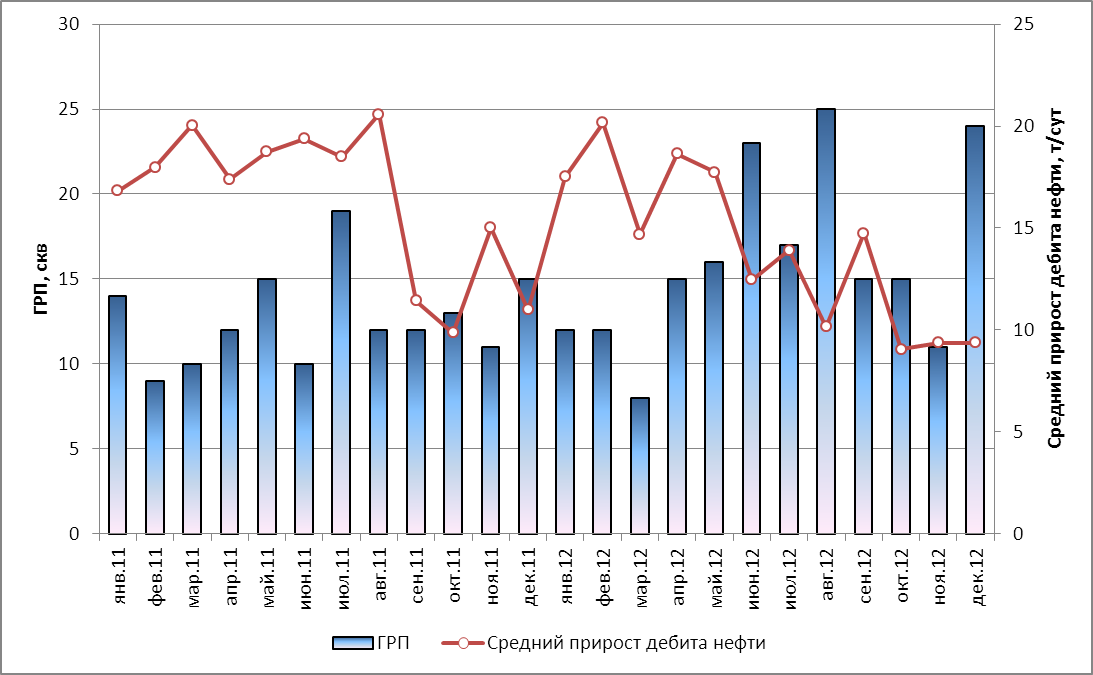 30
25
20
15
10
5
0
ГРП, скв
25
20
15
10
5
0
Средний прирост дебита нефти, т/сут
янв.11
фев.11
мар.11
апр.11
май.11
июн.11
июл.11
авг.11
сен.11
окт.11
ноя.11
дек.11
янв.12
фев.12
мар.12
апр.12
май.12
июн.12
июл.12
авг.12
сен.12
окт.12
ноя.12
дек.12
ГРП
Средний прирост дебита нефти